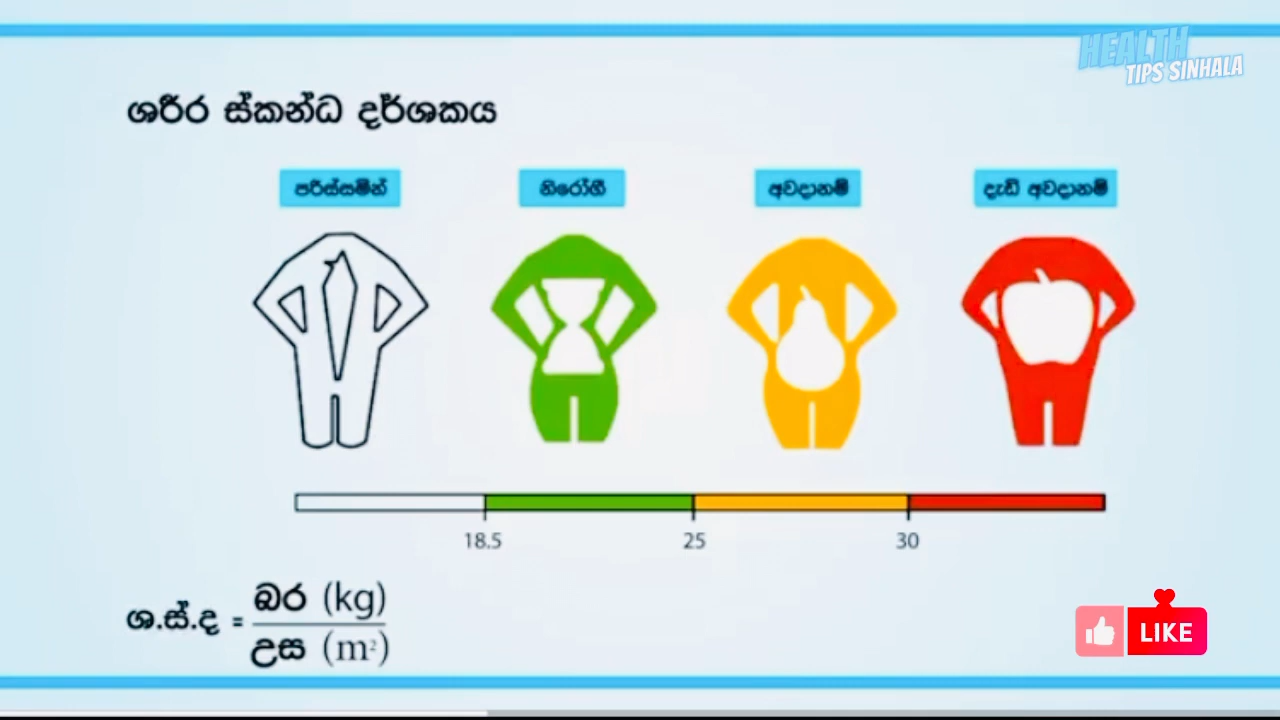 HEALTH
TIPS SINHALA
ශරීර ස්කන්ධ දර්ශකය
පරිස්සමින් නිරෝගී අවදානම් දැඩි අවදානම්
18.5 25 30
ශ.ස්.ද = බර (kg)
උස (m²)
LIKE